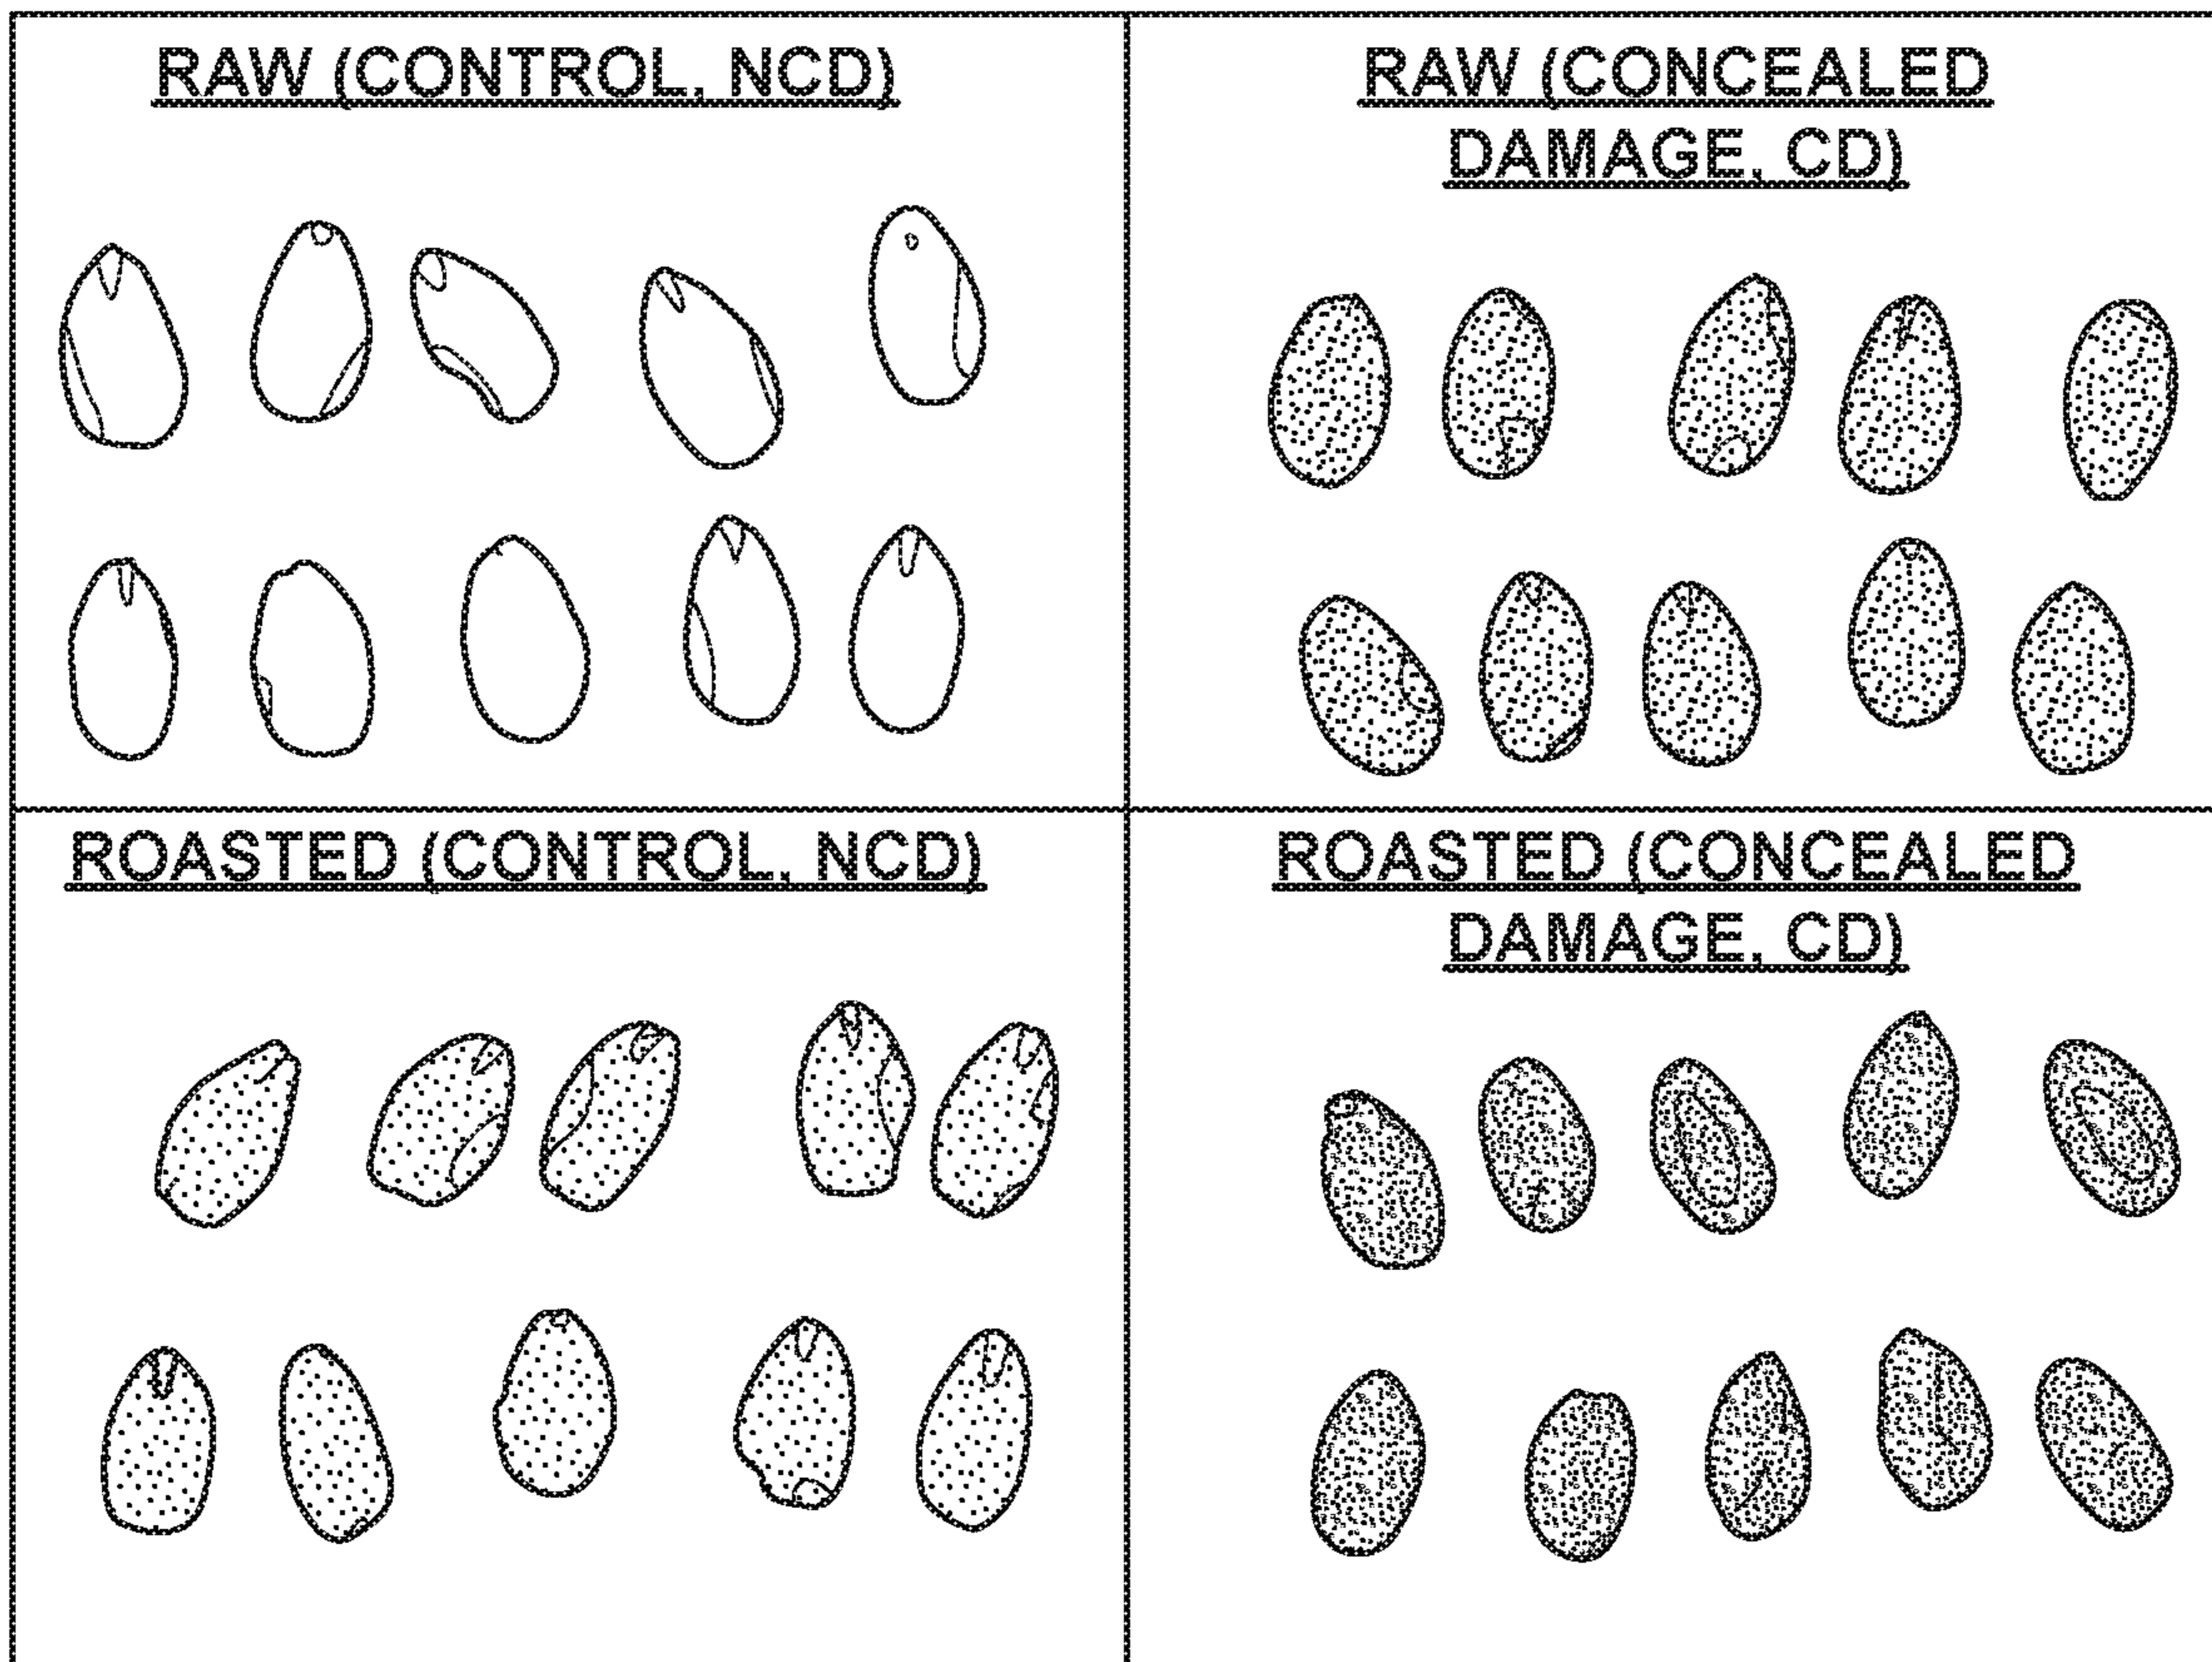 RAW (CONTROL, NCD)
RAW (CONCEALED
DAMAGE, CD)
ROASTED (CONTROL, NCD)
ROASTED (CONCEALED
DAMAGE, CD)